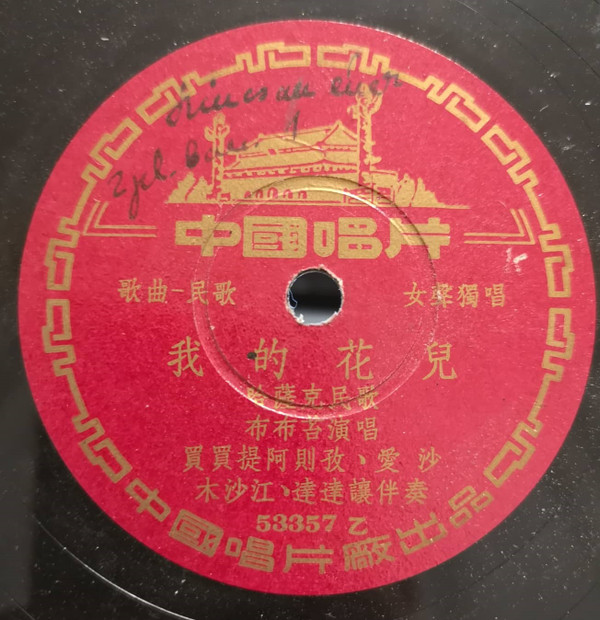 中國唱片
歌曲-民歌 女聲獨唱
我的花兒
哈薩克民歌
布布吾演唱
買買提阿則孜、愛沙
木沙江、達達讓伴奏
53357 乙
中國唱片廠出品